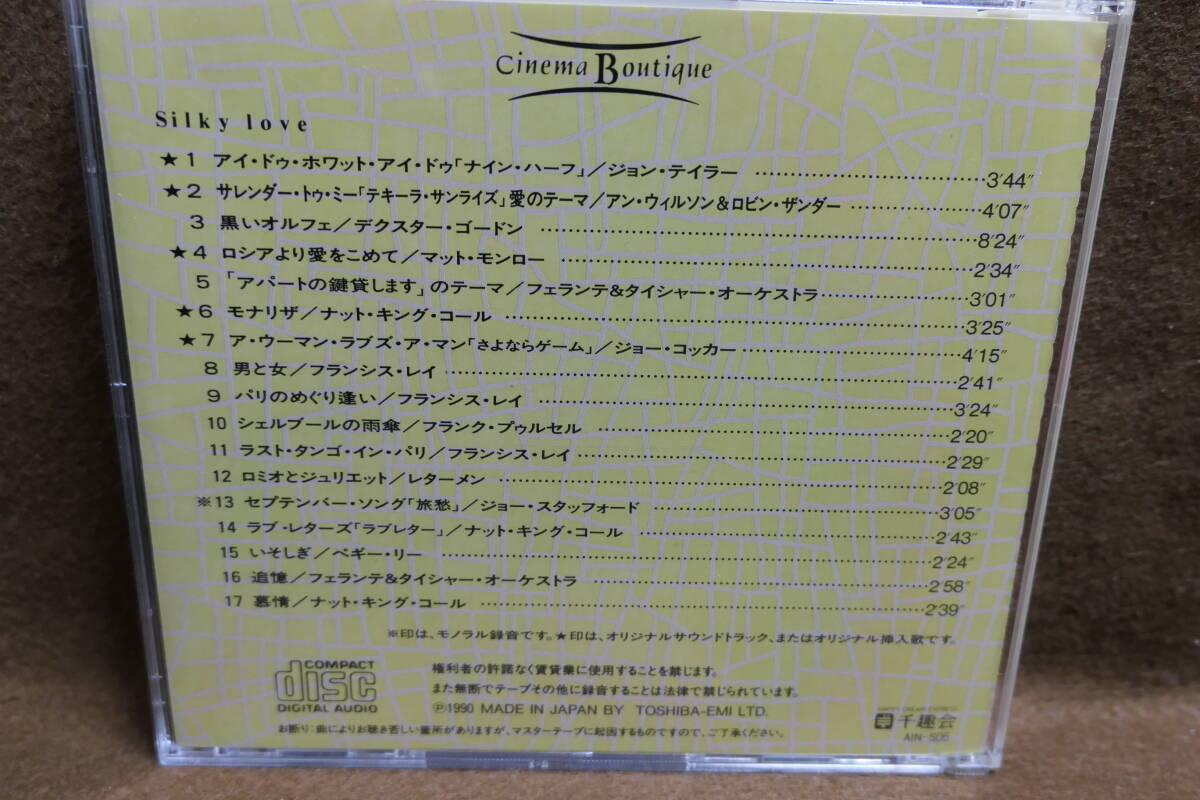 Cinema Boutique
Silky love
★1 アイ・ドゥ・ホワット・アイ・ドゥ「ナイン・ハーフ」／ジョン・テイラー 3′44″
★2 サレンダー・トゥ・ミー「テキーラ・サンライズ」愛のテーマ／アン・ウィルソン&ロビン・ザンダー 4′07″
3 黒いオルフェ／デクスター・ゴードン 8′24″
★4 ロシアより愛をこめて／マット・モンロー 2′34″
5 「アパートの鍵貸します」のテーマ／フェランテ&タイシャー・オーケストラ 3′01″
★6 モナリザ／ナット・キング・コール 3′25″
★7 ア・ウーマン・ラブズ・ア・マン「さよならゲーム」／ジョー・コッカー 4′15″
8 男と女／フランシス・レイ 2′41″
9 パリのめぐり逢い／フランシス・レイ 3′24″
10 シェルブールの雨傘／フランク・プゥルセル 2′20″
11 ラスト・タンゴ・イン・パリ／フランシス・レイ 2′29″
12 ロミオとジュリエット／レターメン 2′08″
※13 セプテンバー・ソング「旅愁」／ジョー・スタッフォード 3′05″
14 ラブ・レターズ「ラブレター」／ナット・キング・コール 2′43″
15 いそしぎ／ペギー・リー 2′24″
16 追憶／フェランテ&タイシャー・オーケストラ 2′58″
17 慕情／ナット・キング・コール 2′39″
※印は、モノラル録音です。★印は、オリジナルサウンドトラック、またはオリジナル挿入歌です。
COMPACT
disc
DIGITAL AUDIO
権利者の許諾なく賃貸業に使用することを禁じます。
また無断でテープその他に録音することは法律で禁じられています。
℗1990 MADE IN JAPAN BY TOSHIBA-EMI LTD.
お断り:曲によりお聴き苦しい箇所がありますが、マスターテープに起因するものですので、ご了承ください。
HAPPY DREAM EXPRESS
千趣会
AIN-505